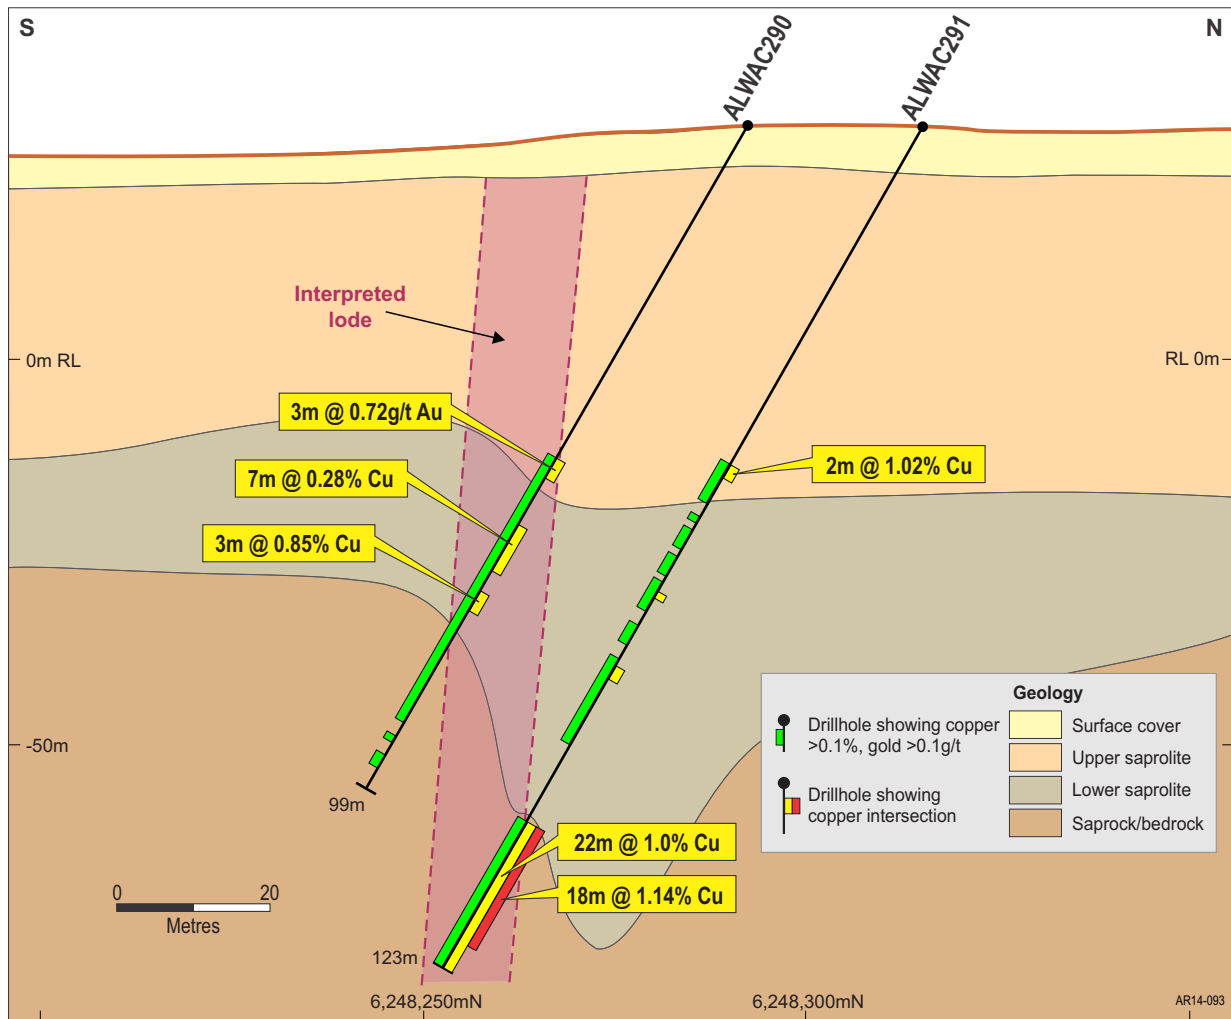 S
N
ALWAC290
ALWAC291
Interpreted
lode
0m RL
RL 0m
3m @ 0.72g/t Au
7m @ 0.28% Cu
2m @ 1.02% Cu
3m @ 0.85% Cu
-50m
99m
22m @ 1.0% Cu
18m @ 1.14% Cu
123m
Geology
Drillhole showing copper
>0.1%, gold >0.1g/t
Drillhole showing
copper intersection
Surface cover
Upper saprolite
Lower saprolite
Saprock/bedrock
0
20
Metres
6,248,250mN
6,248,300mN
AR14-093